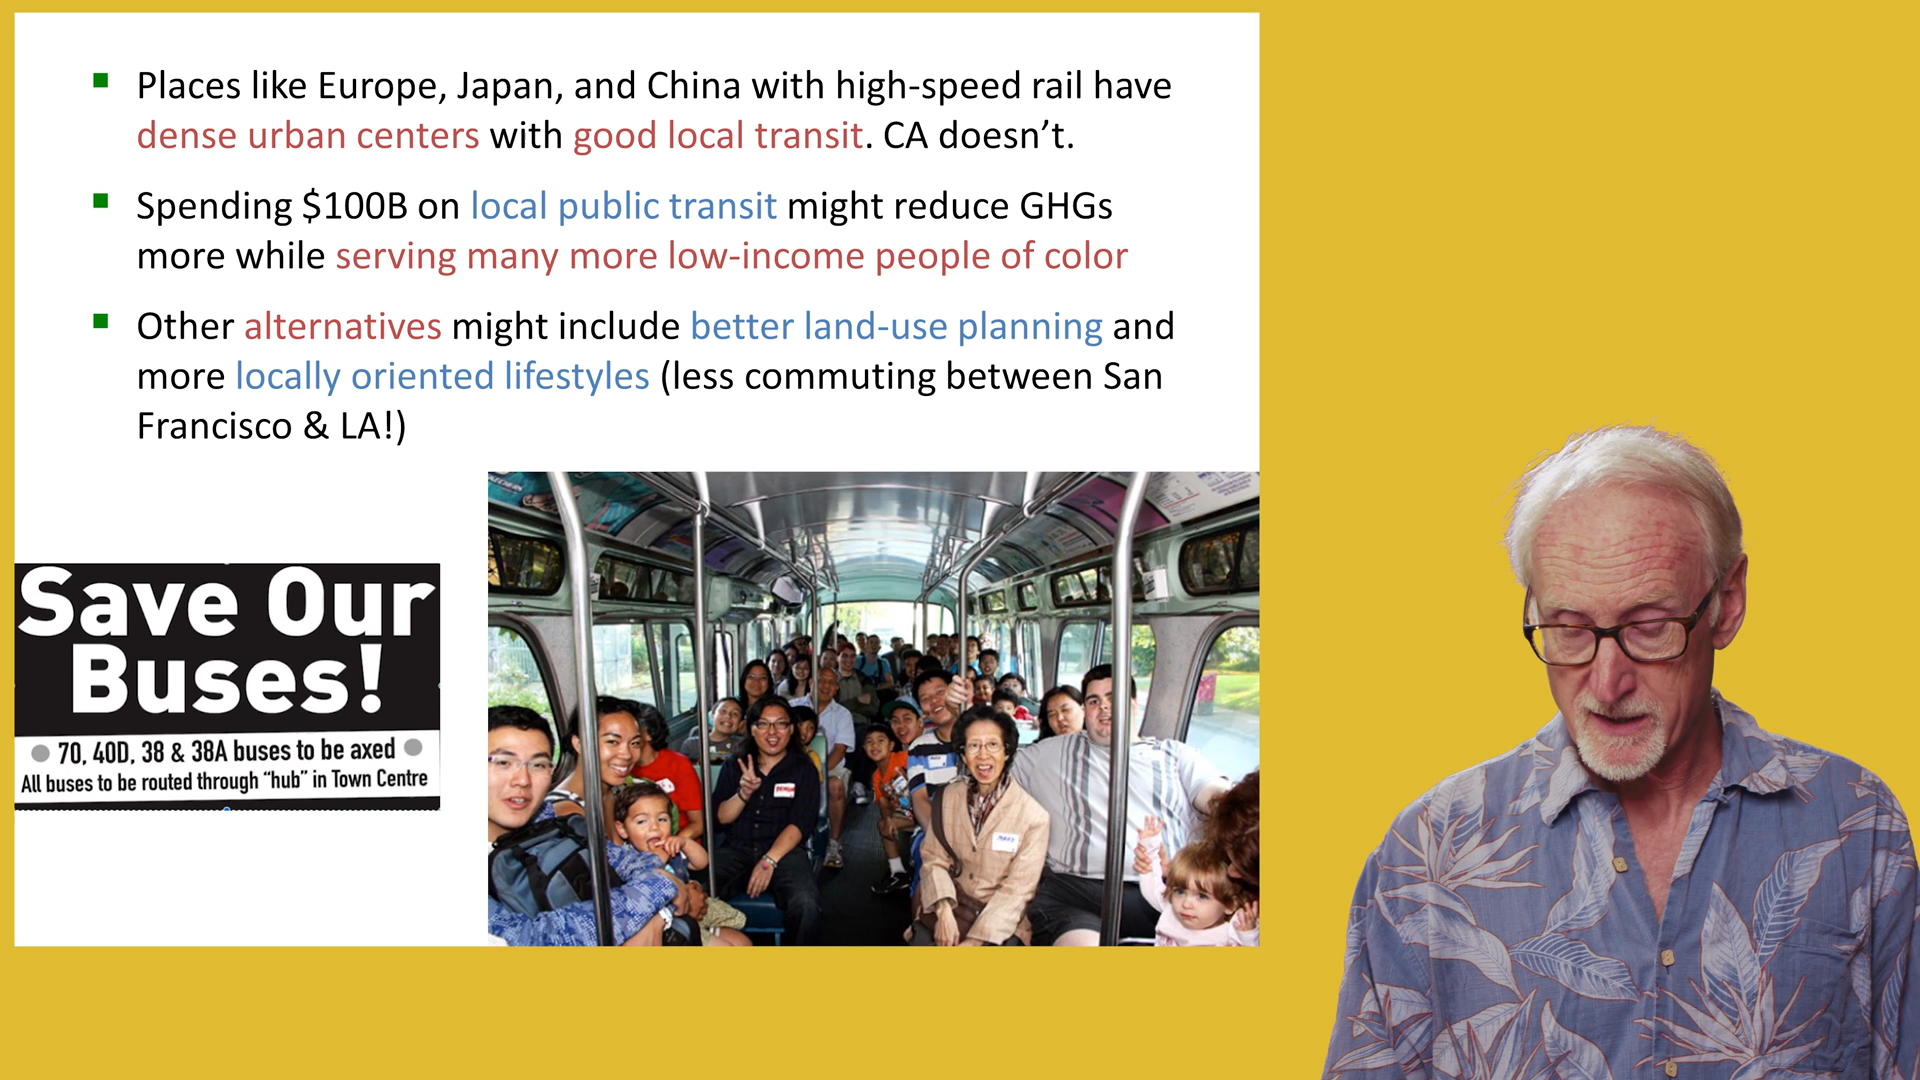 Places like Europe, Japan, and China with high-speed rail have
dense urban centers with good local transit. CA doesn’t.
Spending $100B on local public transit might reduce GHGs
more while serving many more low-income people of color
Other alternatives might include better land-use planning and
more locally oriented lifestyles (less commuting between San
Francisco & LA!)
Save Our
Buses!
70, 40D, 38 & 38A buses to be axed
All buses to be routed through “hub” in Town Centre